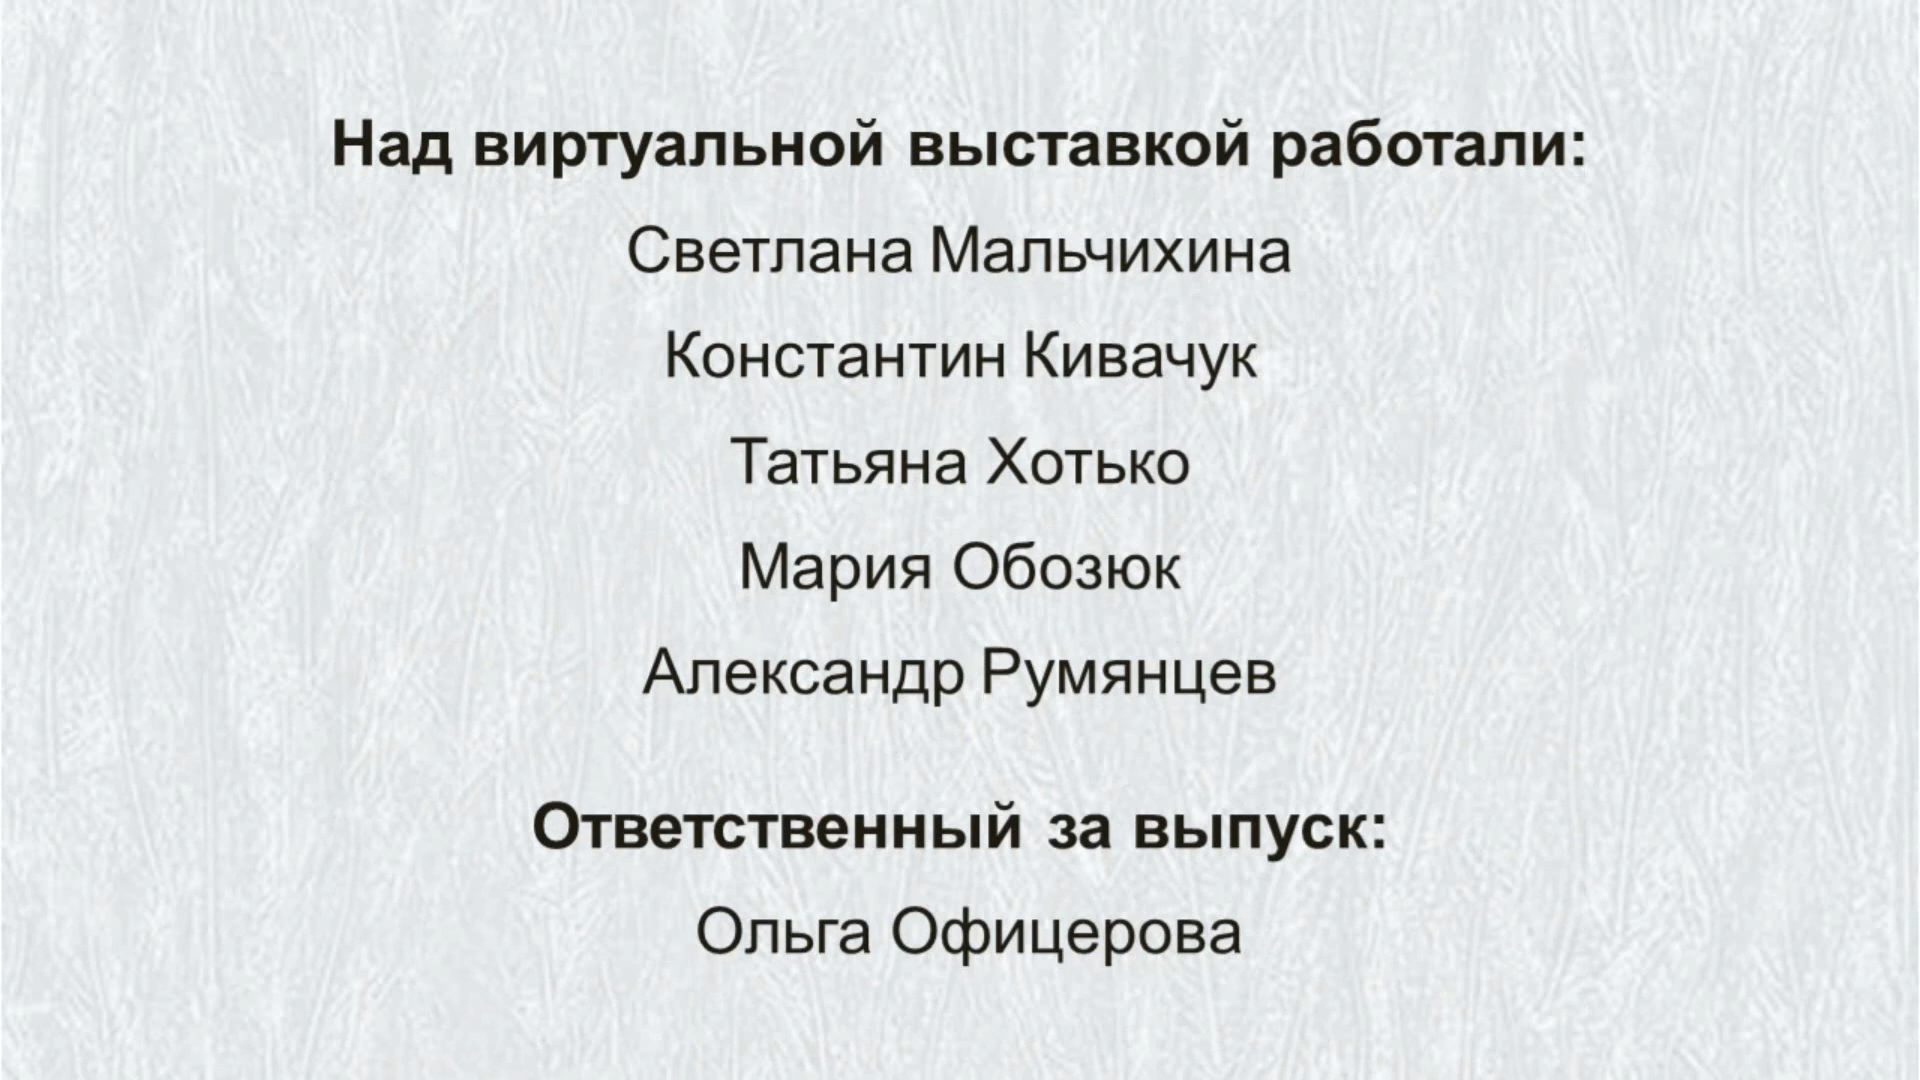 Над виртуальной выставкой работали:
Светлана Мальчихина
Константин Кивачук
Татьяна Хотько
Мария Обозюк
Александр Румянцев
Ответственный за выпуск:
Ольга Офицерова